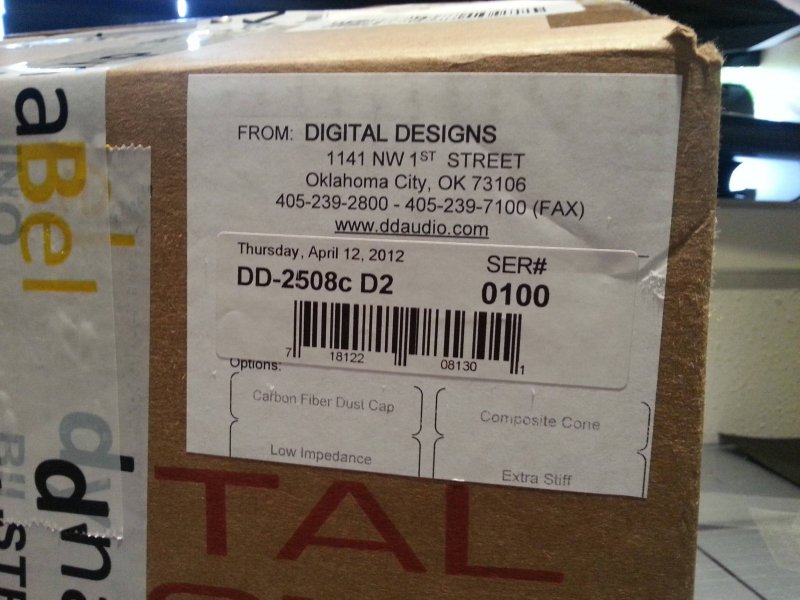 FROM: DIGITAL DESIGNS
1141 NW 1ST STREET
Oklahoma City, OK 73106
405-239-2800 - 405-239-7100 (FAX)
www.ddaudio.com
Thursday, April 12, 2012
DD-2508c D2
SER#
0100
7 18122 08130 1
Options:
Carbon Fiber Dust Cap
Composite Cone
Low Impedance
Extra Stiff
TAL
aBel
dyna